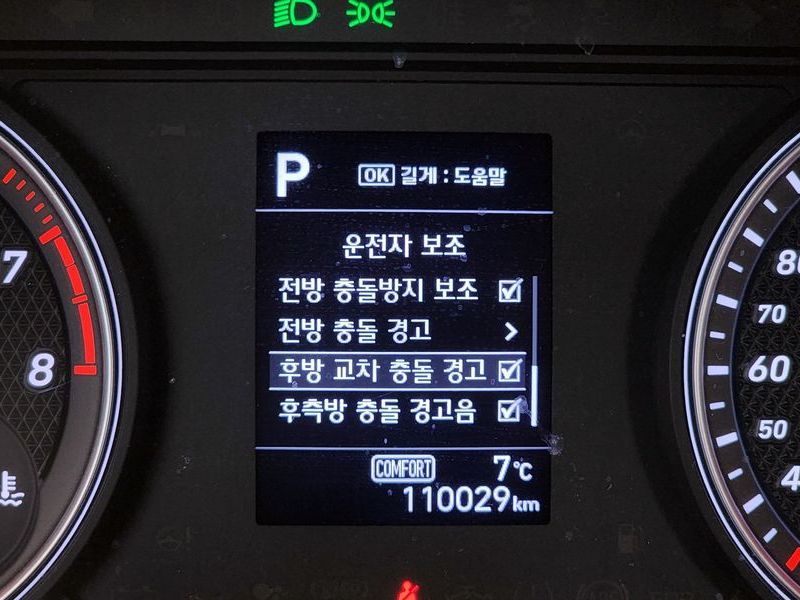 P
OK 길게 : 도움말
운전자 보조
전방 충돌방지 보조
전방 충돌 경고
후방 교차 충돌 경고
후측방 충돌 경고음
COMFORT 7℃
110029km
7
8
80
70
60
50